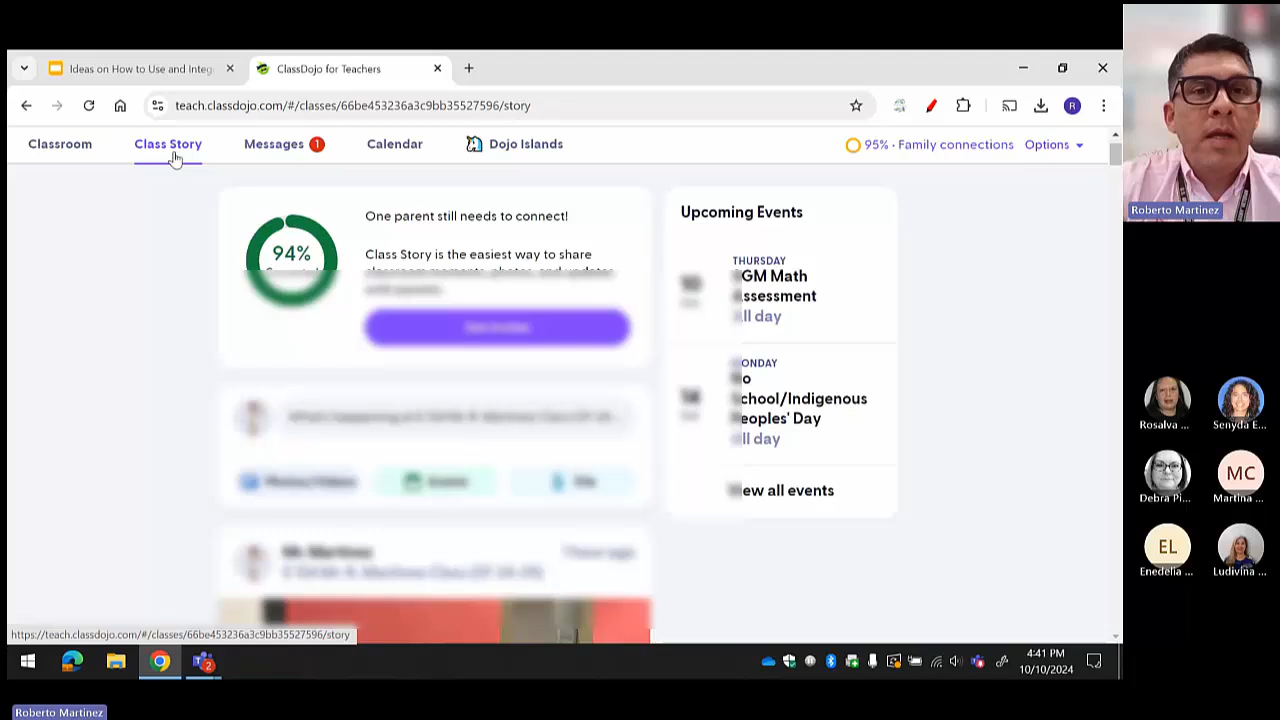 Ideas on How to Use and Integ
ClassDojo for Teachers
teach.classdojo.com/#/classes/66be453236a3c9bb35527596/story
R
Classroom
Class Story
Messages 1
Calendar
Dojo Islands
95% · Family connections
Options
94%
One parent still needs to connect!
Class Story is the easiest way to share
Upcoming Events
THURSDAY
GM Math
ssessment
ll day
ONDAY
o
chool/Indigenous
eoples' Day
ll day
ew all events
Mr. Martinez
https://teach.classdojo.com/#/classes/66be453236a3c9bb35527596/story
2
4:41 PM
10/10/2024
Roberto Martinez
Rosalva ...
Senyda E...
Debra Pi...
MC
Martina ...
EL
Enedelia ...
Ludivina ...
Roberto Martinez